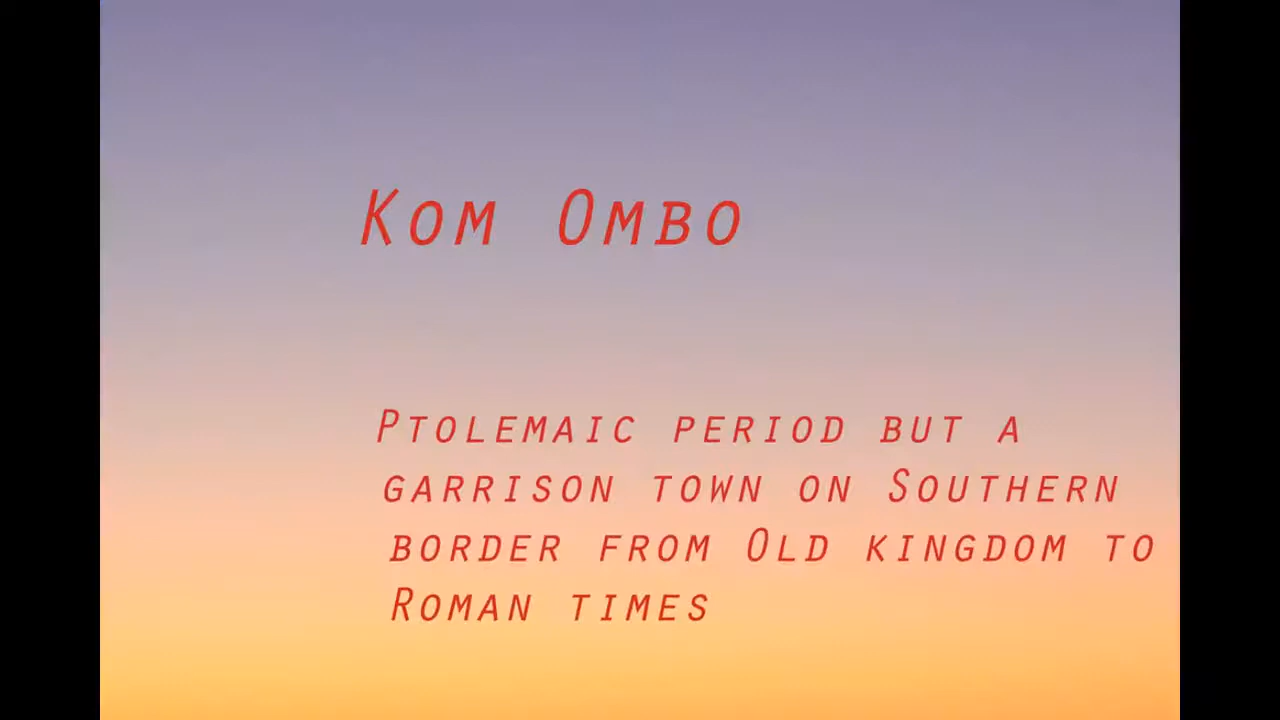 Kom Ombo
Ptolemaic period but a
garrison town on Southern
border from Old kingdom to
Roman times